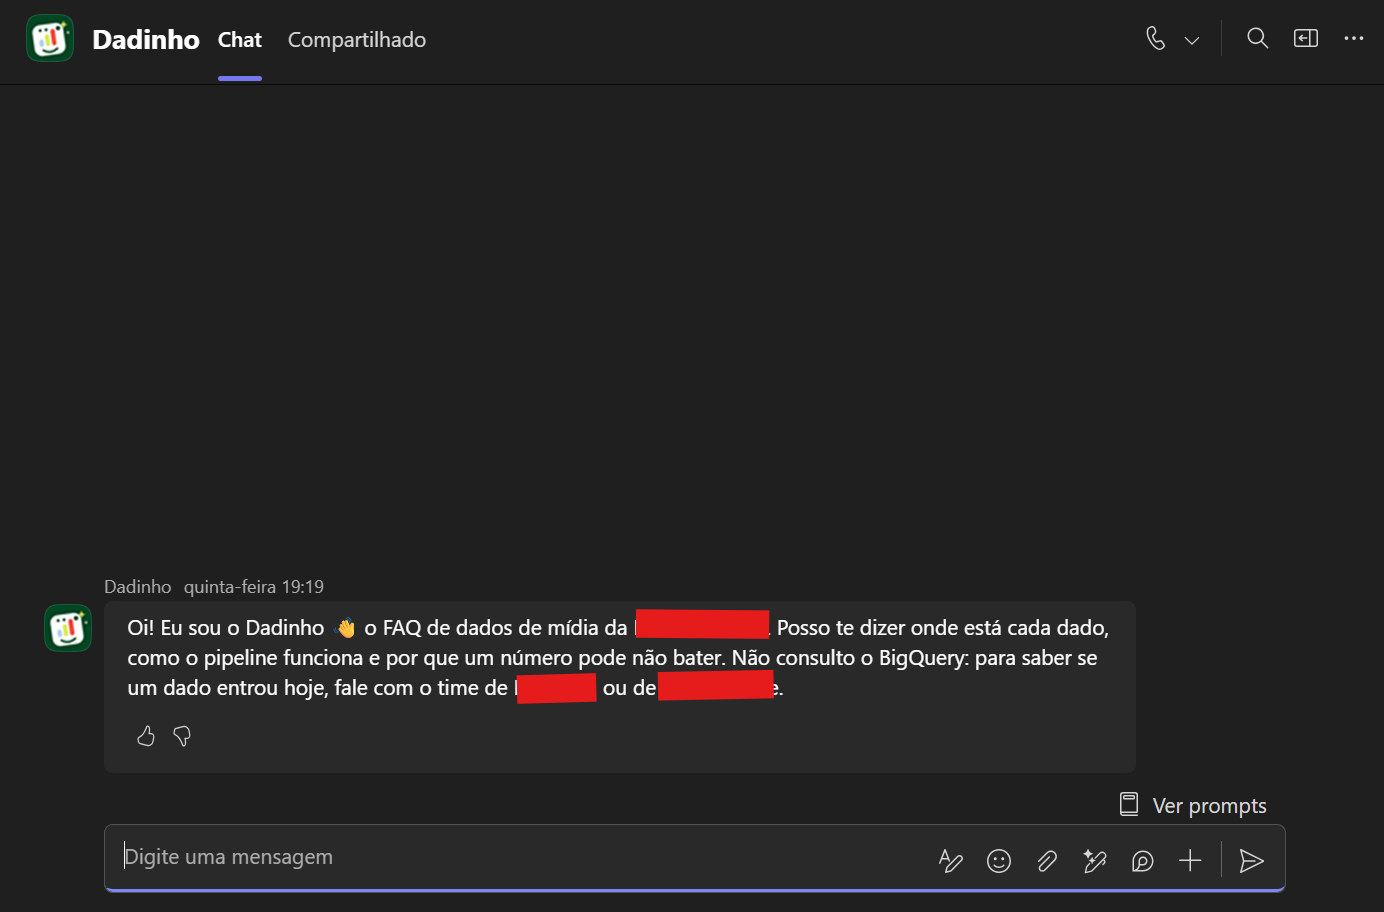 Dadinho Chat Compartilhado
Dadinho quinta-feira 19:19
Oi! Eu sou o Dadinho 👋 o FAQ de dados de mídia da . Posso te dizer onde está cada dado,
como o pipeline funciona e por que um número pode não bater. Não consulto o BigQuery: para saber se
um dado entrou hoje, fale com o time de ou de e.
Ver prompts
Digite uma mensagem